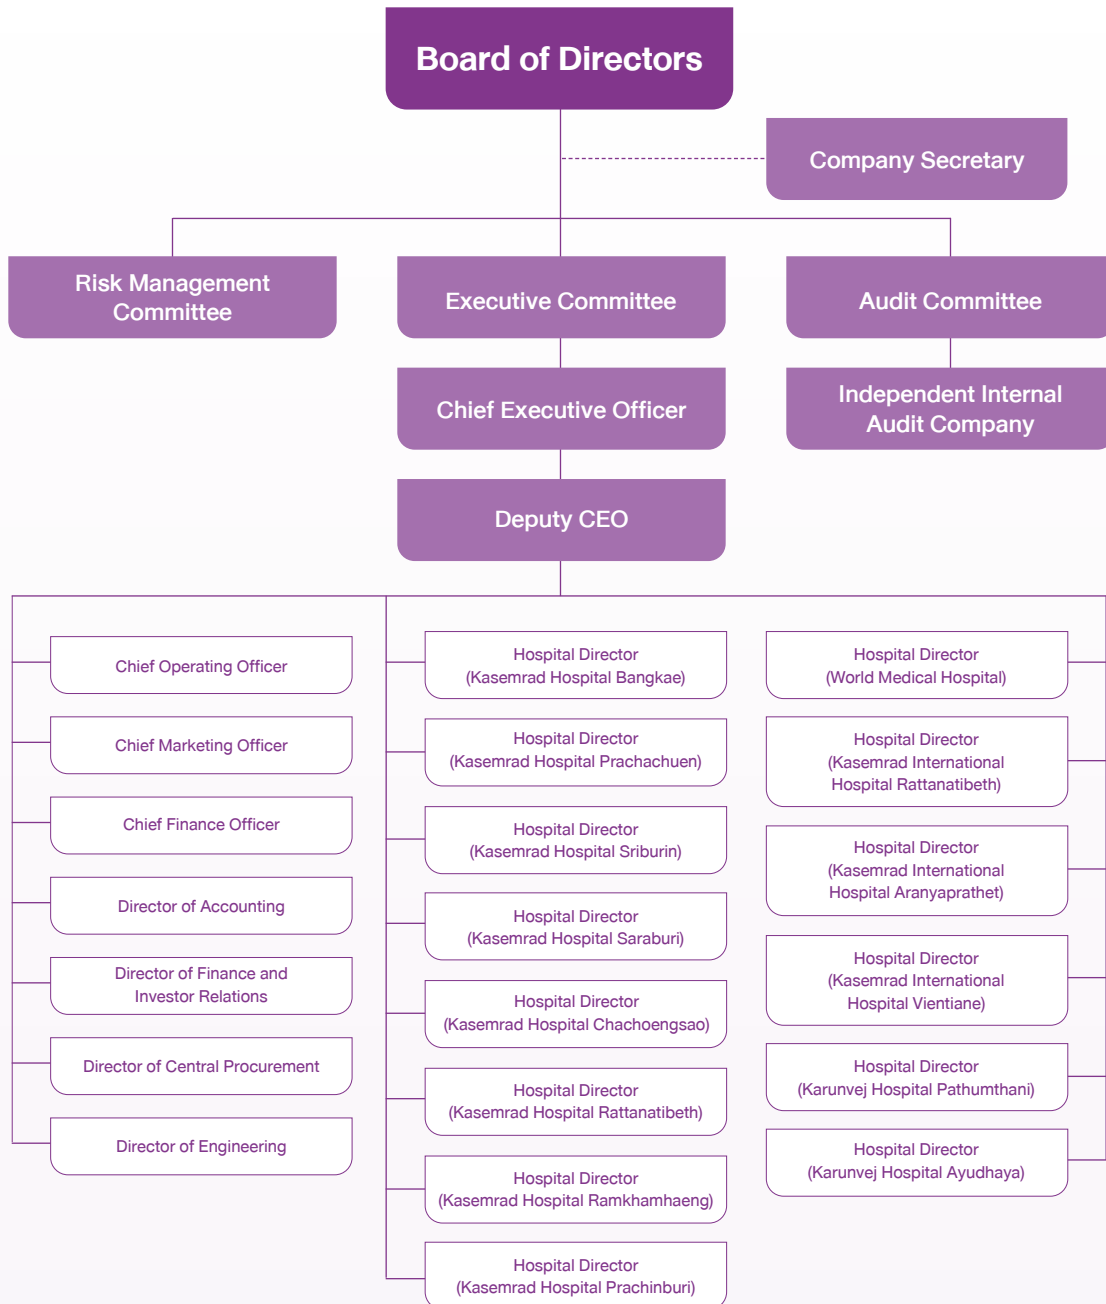 Board of Directors
Company Secretary
Risk Management
Committee
Executive Committee
Audit Committee
Chief Executive Officer
Independent Internal
Audit Company
Deputy CEO
Chief Operating Officer
Chief Marketing Officer
Chief Finance Officer
Director of Accounting
Director of Finance and
Investor Relations
Director of Central Procurement
Director of Engineering
Hospital Director
(Kasemrad Hospital Bangkae)
Hospital Director
(Kasemrad Hospital Prachachuen)
Hospital Director
(Kasemrad Hospital Sriburin)
Hospital Director
(Kasemrad Hospital Saraburi)
Hospital Director
(Kasemrad Hospital Chachoengsao)
Hospital Director
(Kasemrad Hospital Rattanatibeth)
Hospital Director
(Kasemrad Hospital Ramkhamhaeng)
Hospital Director
(Kasemrad Hospital Prachinburi)
Hospital Director
(World Medical Hospital)
Hospital Director
(Kasemrad International
Hospital Rattanatibeth)
Hospital Director
(Kasemrad International
Hospital Aranyaprathet)
Hospital Director
(Kasemrad International
Hospital Vientiane)
Hospital Director
(Karunvej Hospital Pathumthani)
Hospital Director
(Karunvej Hospital Ayudhaya)